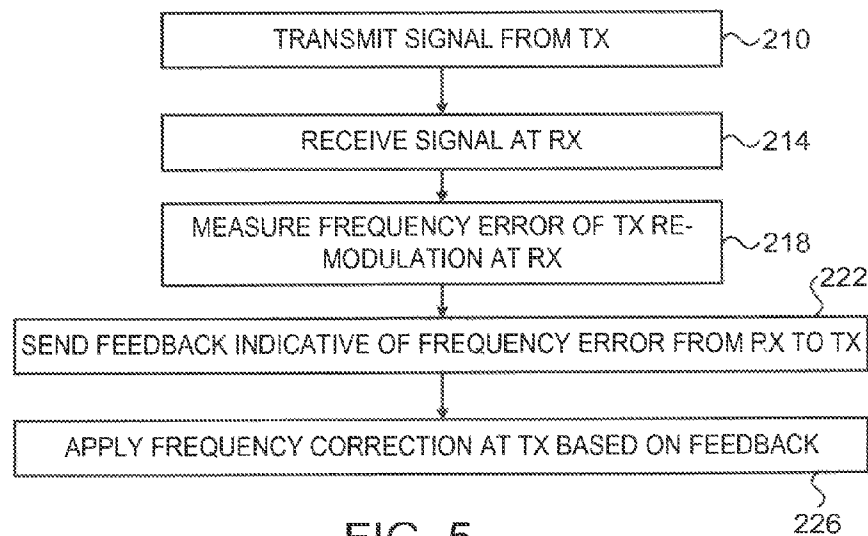 TRANSMIT SIGNAL FROM TX
210
RECEIVE SIGNAL AT RX
214
MEASURE FREQUENCY ERROR OF TX RE-
MODULATION AT RX
218
222
SEND FEEDBACK INDICATIVE OF FREQUENCY ERROR FROM RX TO TX
APPLY FREQUENCY CORRECTION AT TX BASED ON FEEDBACK
226
FIG. 5